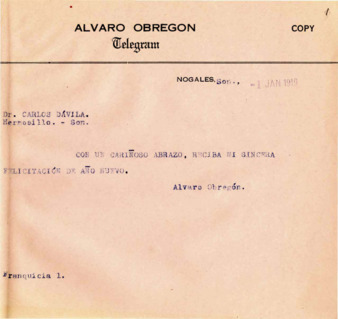 ALVARO OBREGON
COPY
Telegram
NOGALES, Son., -1 JAN 1919
Dr. CARLOS DÁVILA.
Hermosillo. - Son.
CON UN CARIÑOSO ABRAZO, RECIBA MI SINCERA
FELICITACIÓN DE AÑO NUEVO.
Alvaro Obregón.
Franquicia 1.